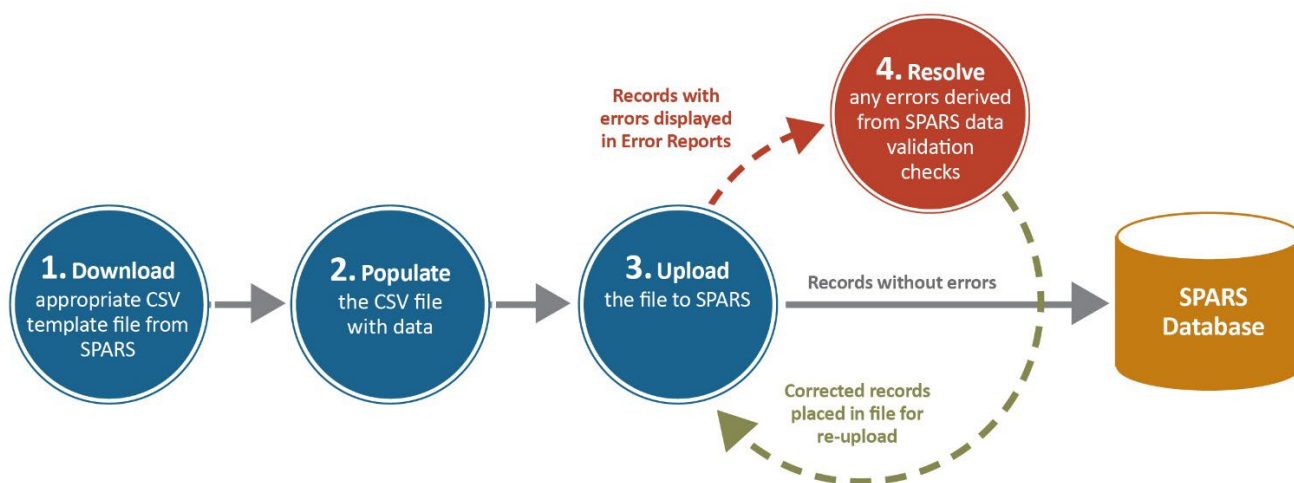 1. Download
appropriate CSV
template file from
SPARS
2. Populate
the CSV file
with data
3. Upload
the file to SPARS
Records with
errors displayed
in Error Reports
4. Resolve
any errors derived
from SPARS data
validation
checks
Records without errors
Corrected records
placed in file for
re-upload
SPARS
Database